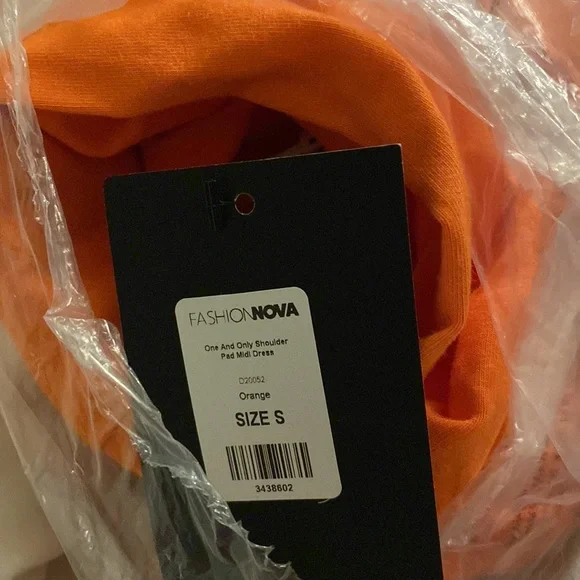 FASHIONNOVA
One And Only Shoulder
Pad Midi Dress
D20052
Orange
SIZE S
3438602